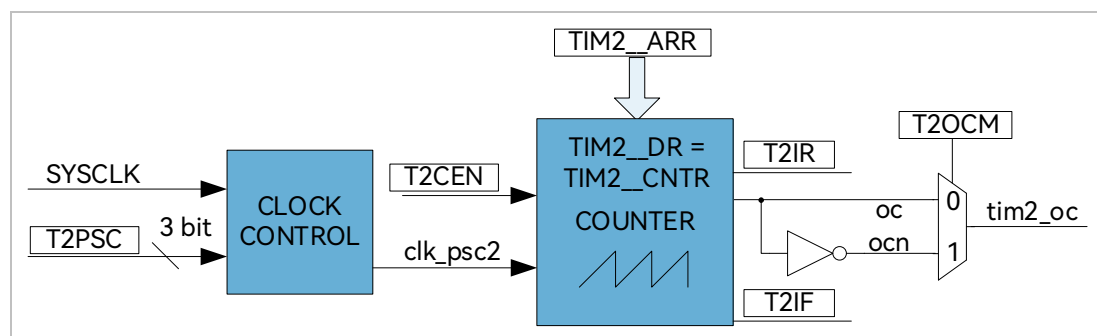 TIM2__ARR
T2OCM
TIM2__DR =
TIM2__CNTR
COUNTER
T2IR
SYSCLK
T2CEN
CLOCK
CONTROL
oc
0
tim2_oc
3 bit
T2PSC
clk_psc2
ocn
1
T2IF